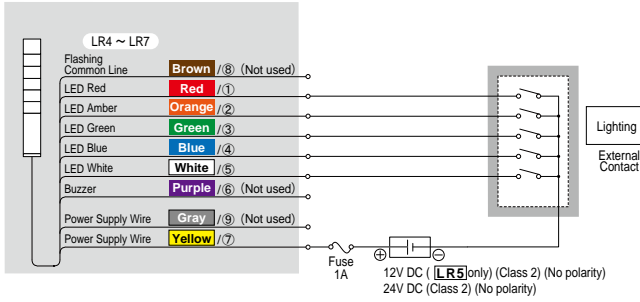 LR4 ~ LR7
Flashing
Common Line Brown /⑧ (Not used)
LED Red Red /①
LED Amber Orange /②
LED Green Green /③
LED Blue Blue /④
LED White White /⑤
Buzzer Purple /⑥ (Not used)
Power Supply Wire Gray /⑨ (Not used)
Power Supply Wire Yellow /⑦
Lighting
External
Contact
Fuse
1A
⊕ ⊖
12V DC ( LR5 only) (Class 2) (No polarity)
24V DC (Class 2) (No polarity)